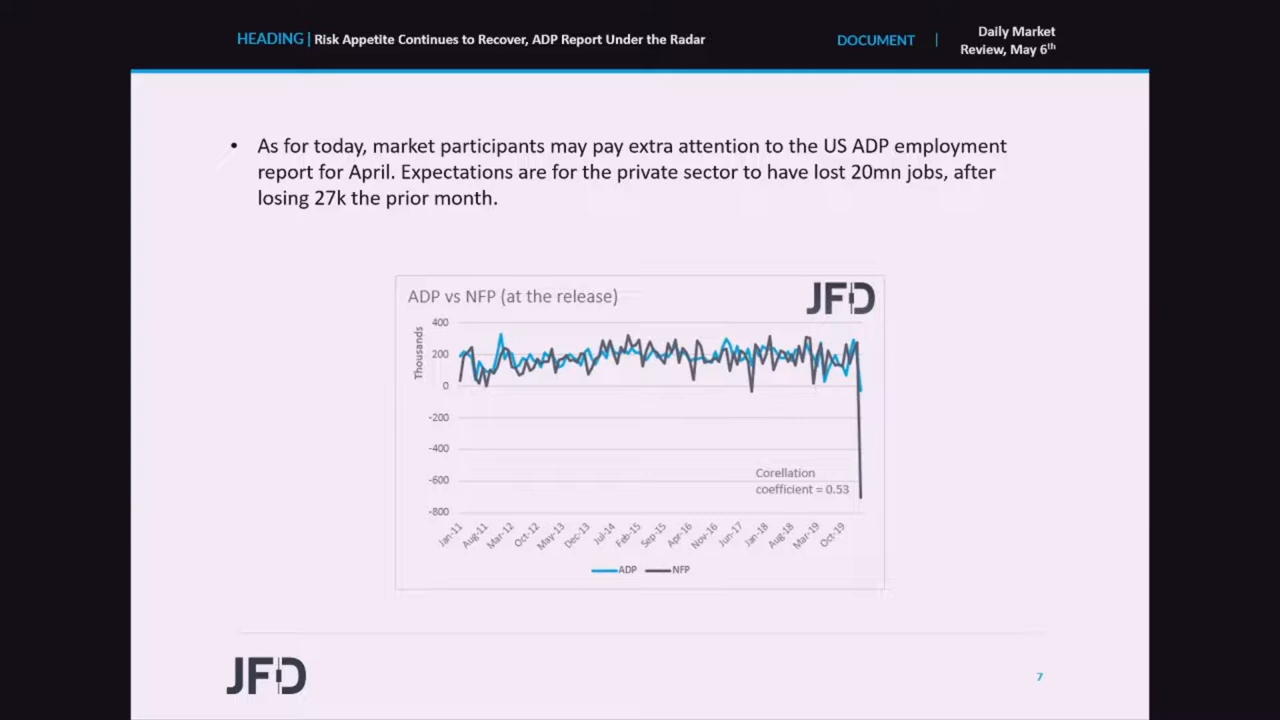 HEADING | Risk Appetite Continues to Recover, ADP Report Under the Radar
DOCUMENT | Daily Market
Review, May 6th
• As for today, market participants may pay extra attention to the US ADP employment
report for April. Expectations are for the private sector to have lost 20mn jobs, after
losing 27k the prior month.
ADP vs NFP (at the release)
JFD
Thousands
400
200
0
-200
-400
-600
-800
Corellation
coefficient = 0.53
Jan-11 Aug-11 Mar-12 Oct-12 May-13 Dec-13 Jul-14 Feb-15 Sep-15 Apr-16 Nov-16 Jun-17 Jan-18 Aug-18 Mar-19 Oct-19
ADP NFP
JFD
7